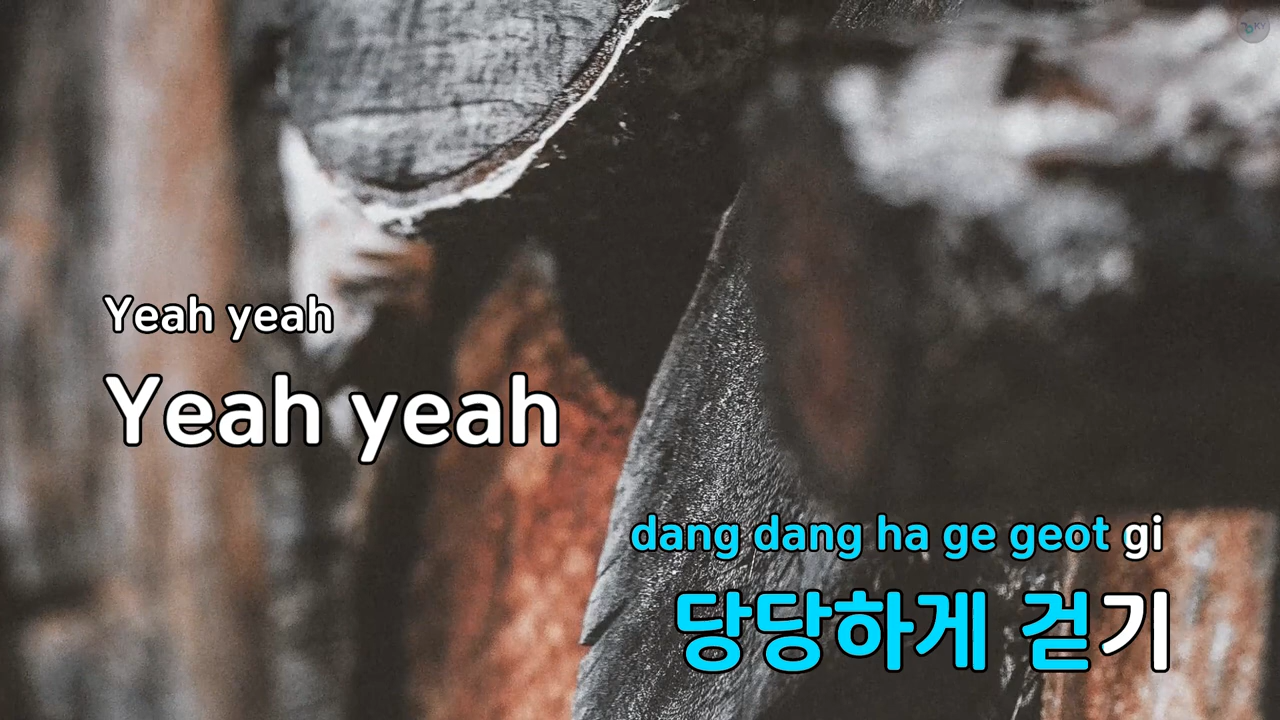 Yeah yeah
Yeah yeah
dang dang ha ge geot gi
당당하게 걷기